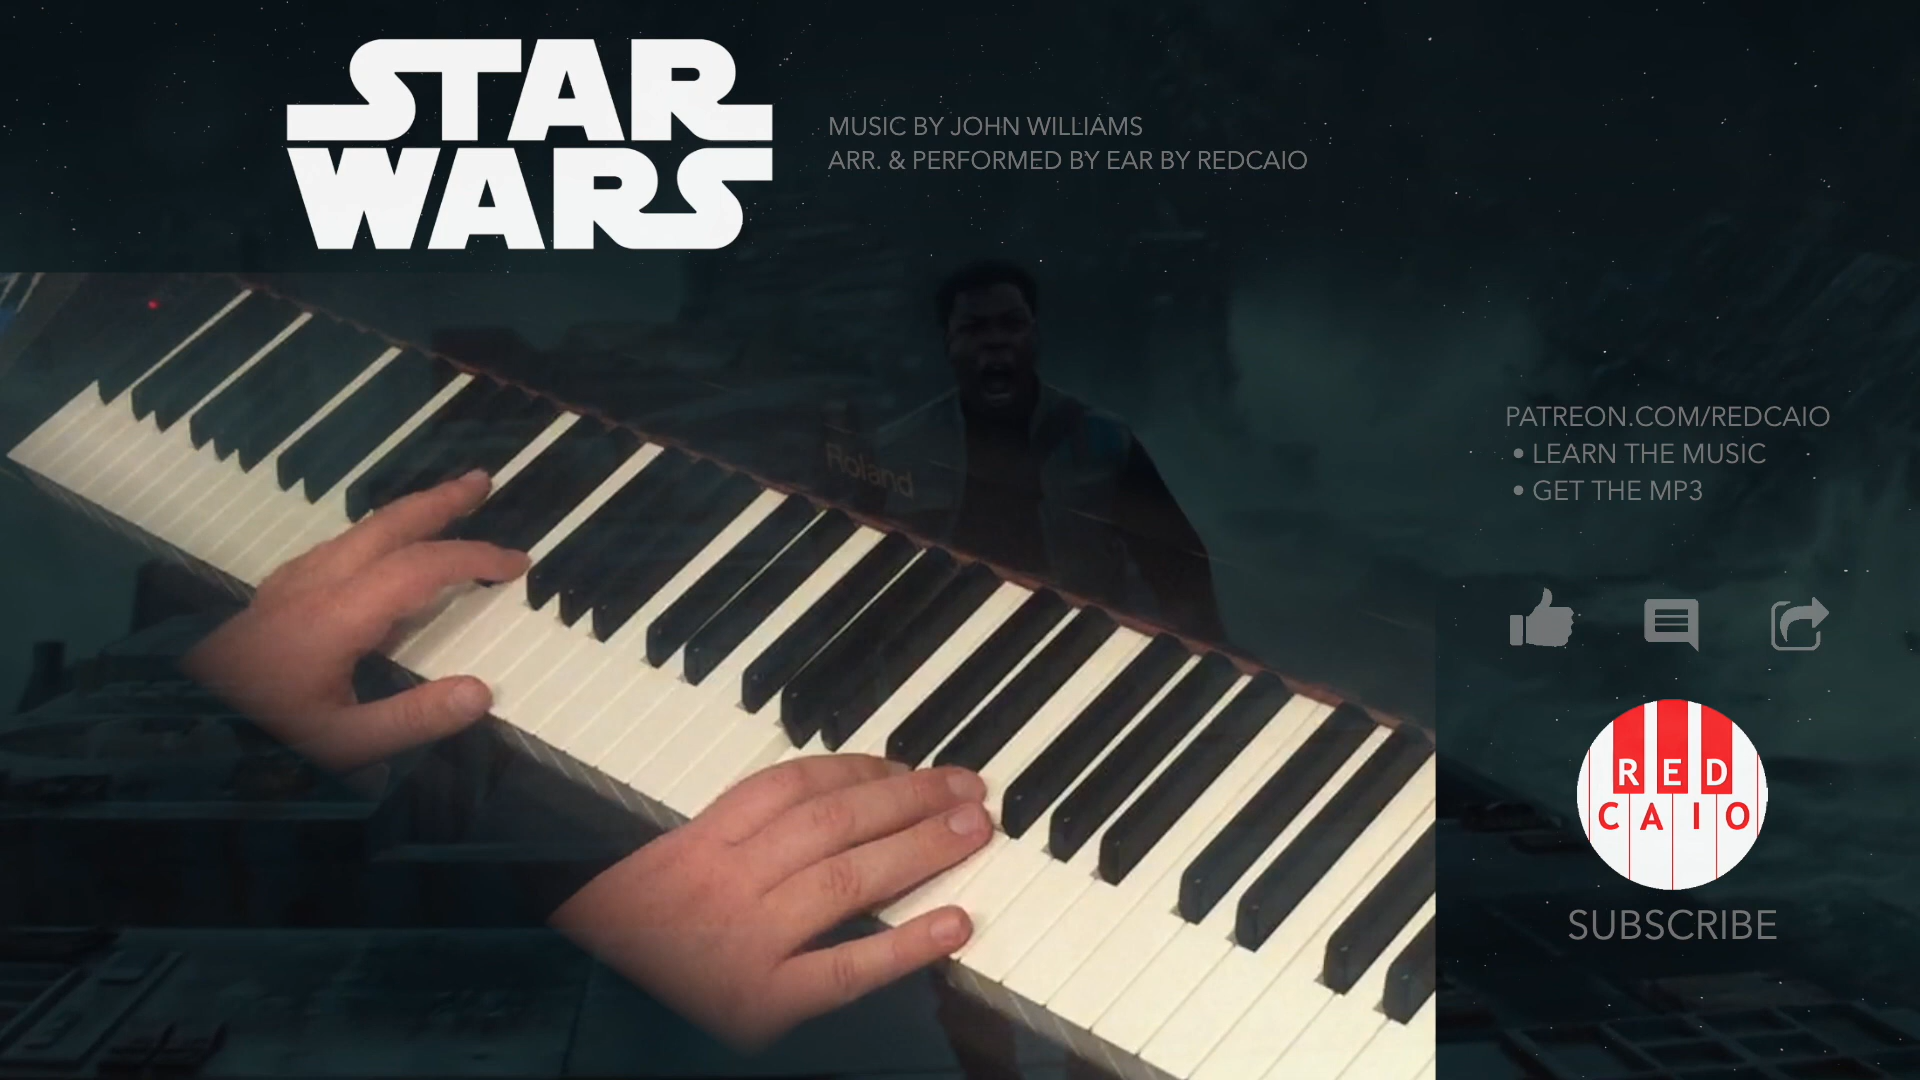 STAR
WARS
MUSIC BY JOHN WILLIAMS
ARR. & PERFORMED BY EAR BY REDCAIO
Roland
PATREON.COM/REDCAIO
• LEARN THE MUSIC
• GET THE MP3
RED
CAIO
SUBSCRIBE